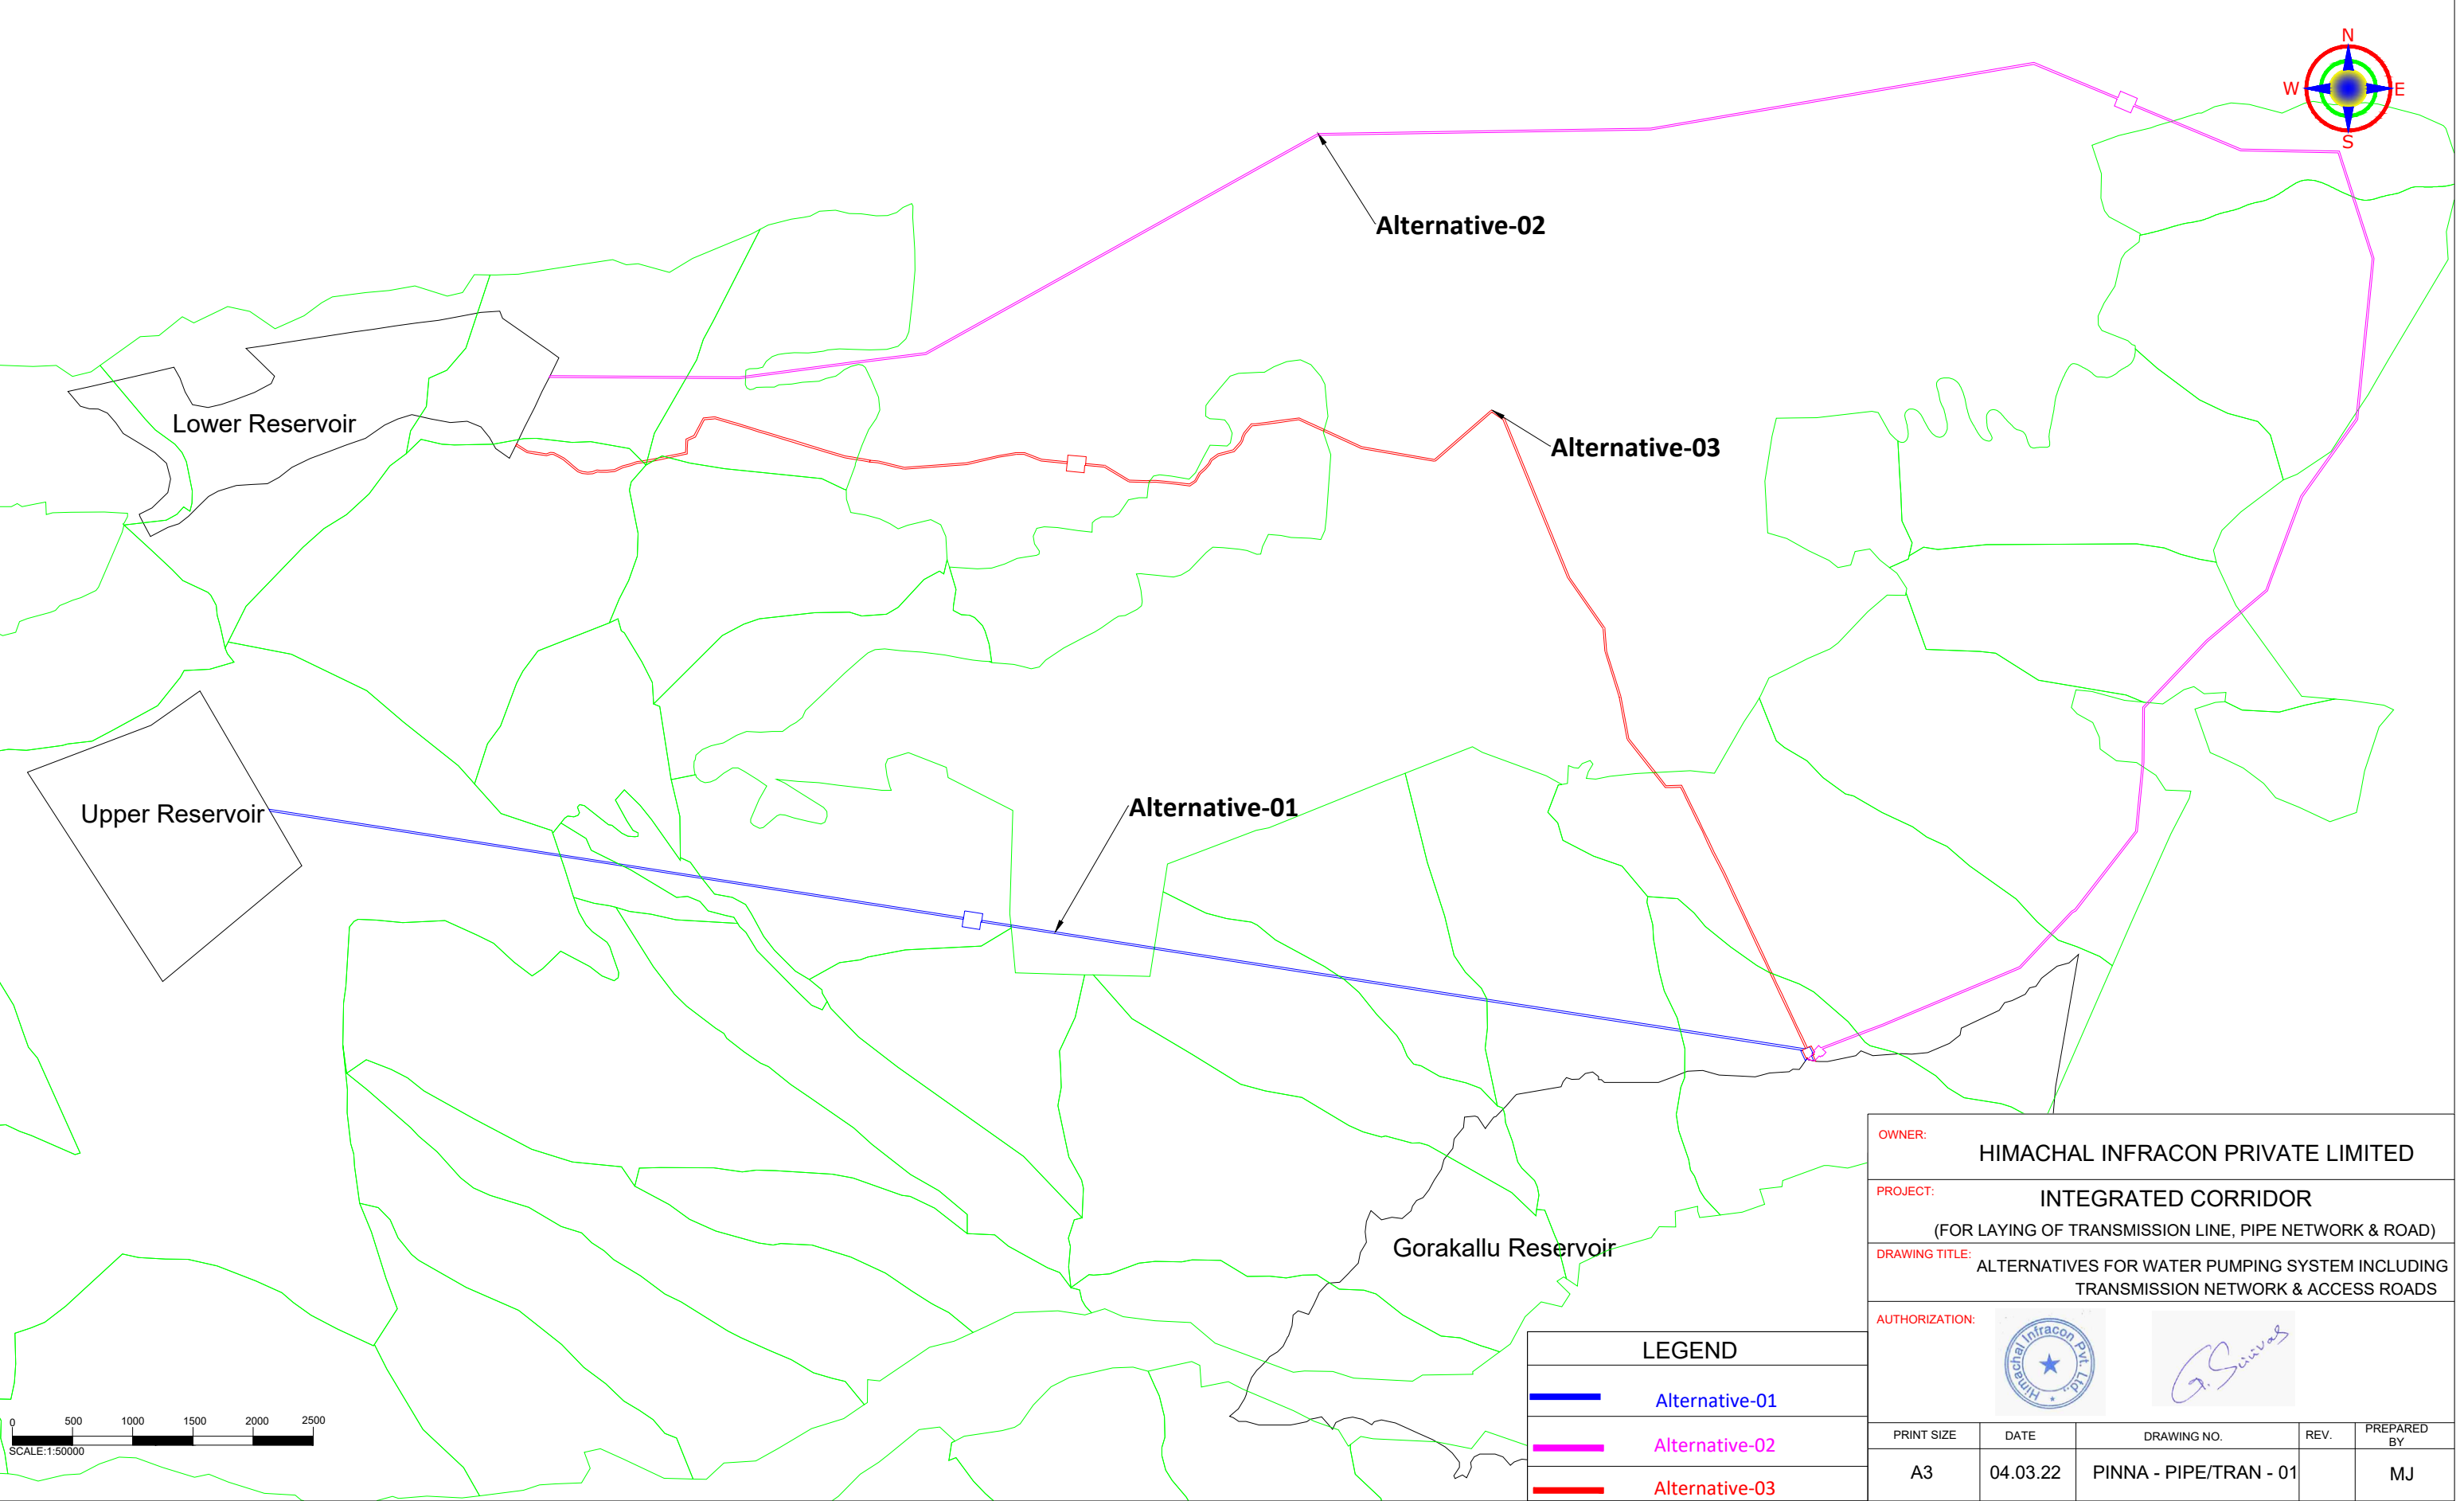 N
W E
S
Alternative-02
Lower Reservoir
Alternative-03
Upper Reservoir
Alternative-01
Gorakallu Reservoir
0 500 1000 1500 2000 2500
SCALE:1:50000
LEGEND
Alternative-01
Alternative-02
Alternative-03
OWNER:
HIMACHAL INFRACON PRIVATE LIMITED
PROJECT:
INTEGRATED CORRIDOR
(FOR LAYING OF TRANSMISSION LINE, PIPE NETWORK & ROAD)
DRAWING TITLE:
ALTERNATIVES FOR WATER PUMPING SYSTEM INCLUDING
TRANSMISSION NETWORK & ACCESS ROADS
AUTHORIZATION:
Himachal Infracon Pvt. Ltd.,
G. Srinivas
PRINT SIZE DATE DRAWING NO. REV. PREPARED
BY
A3 04.03.22 PINNA - PIPE/TRAN - 01 MJ